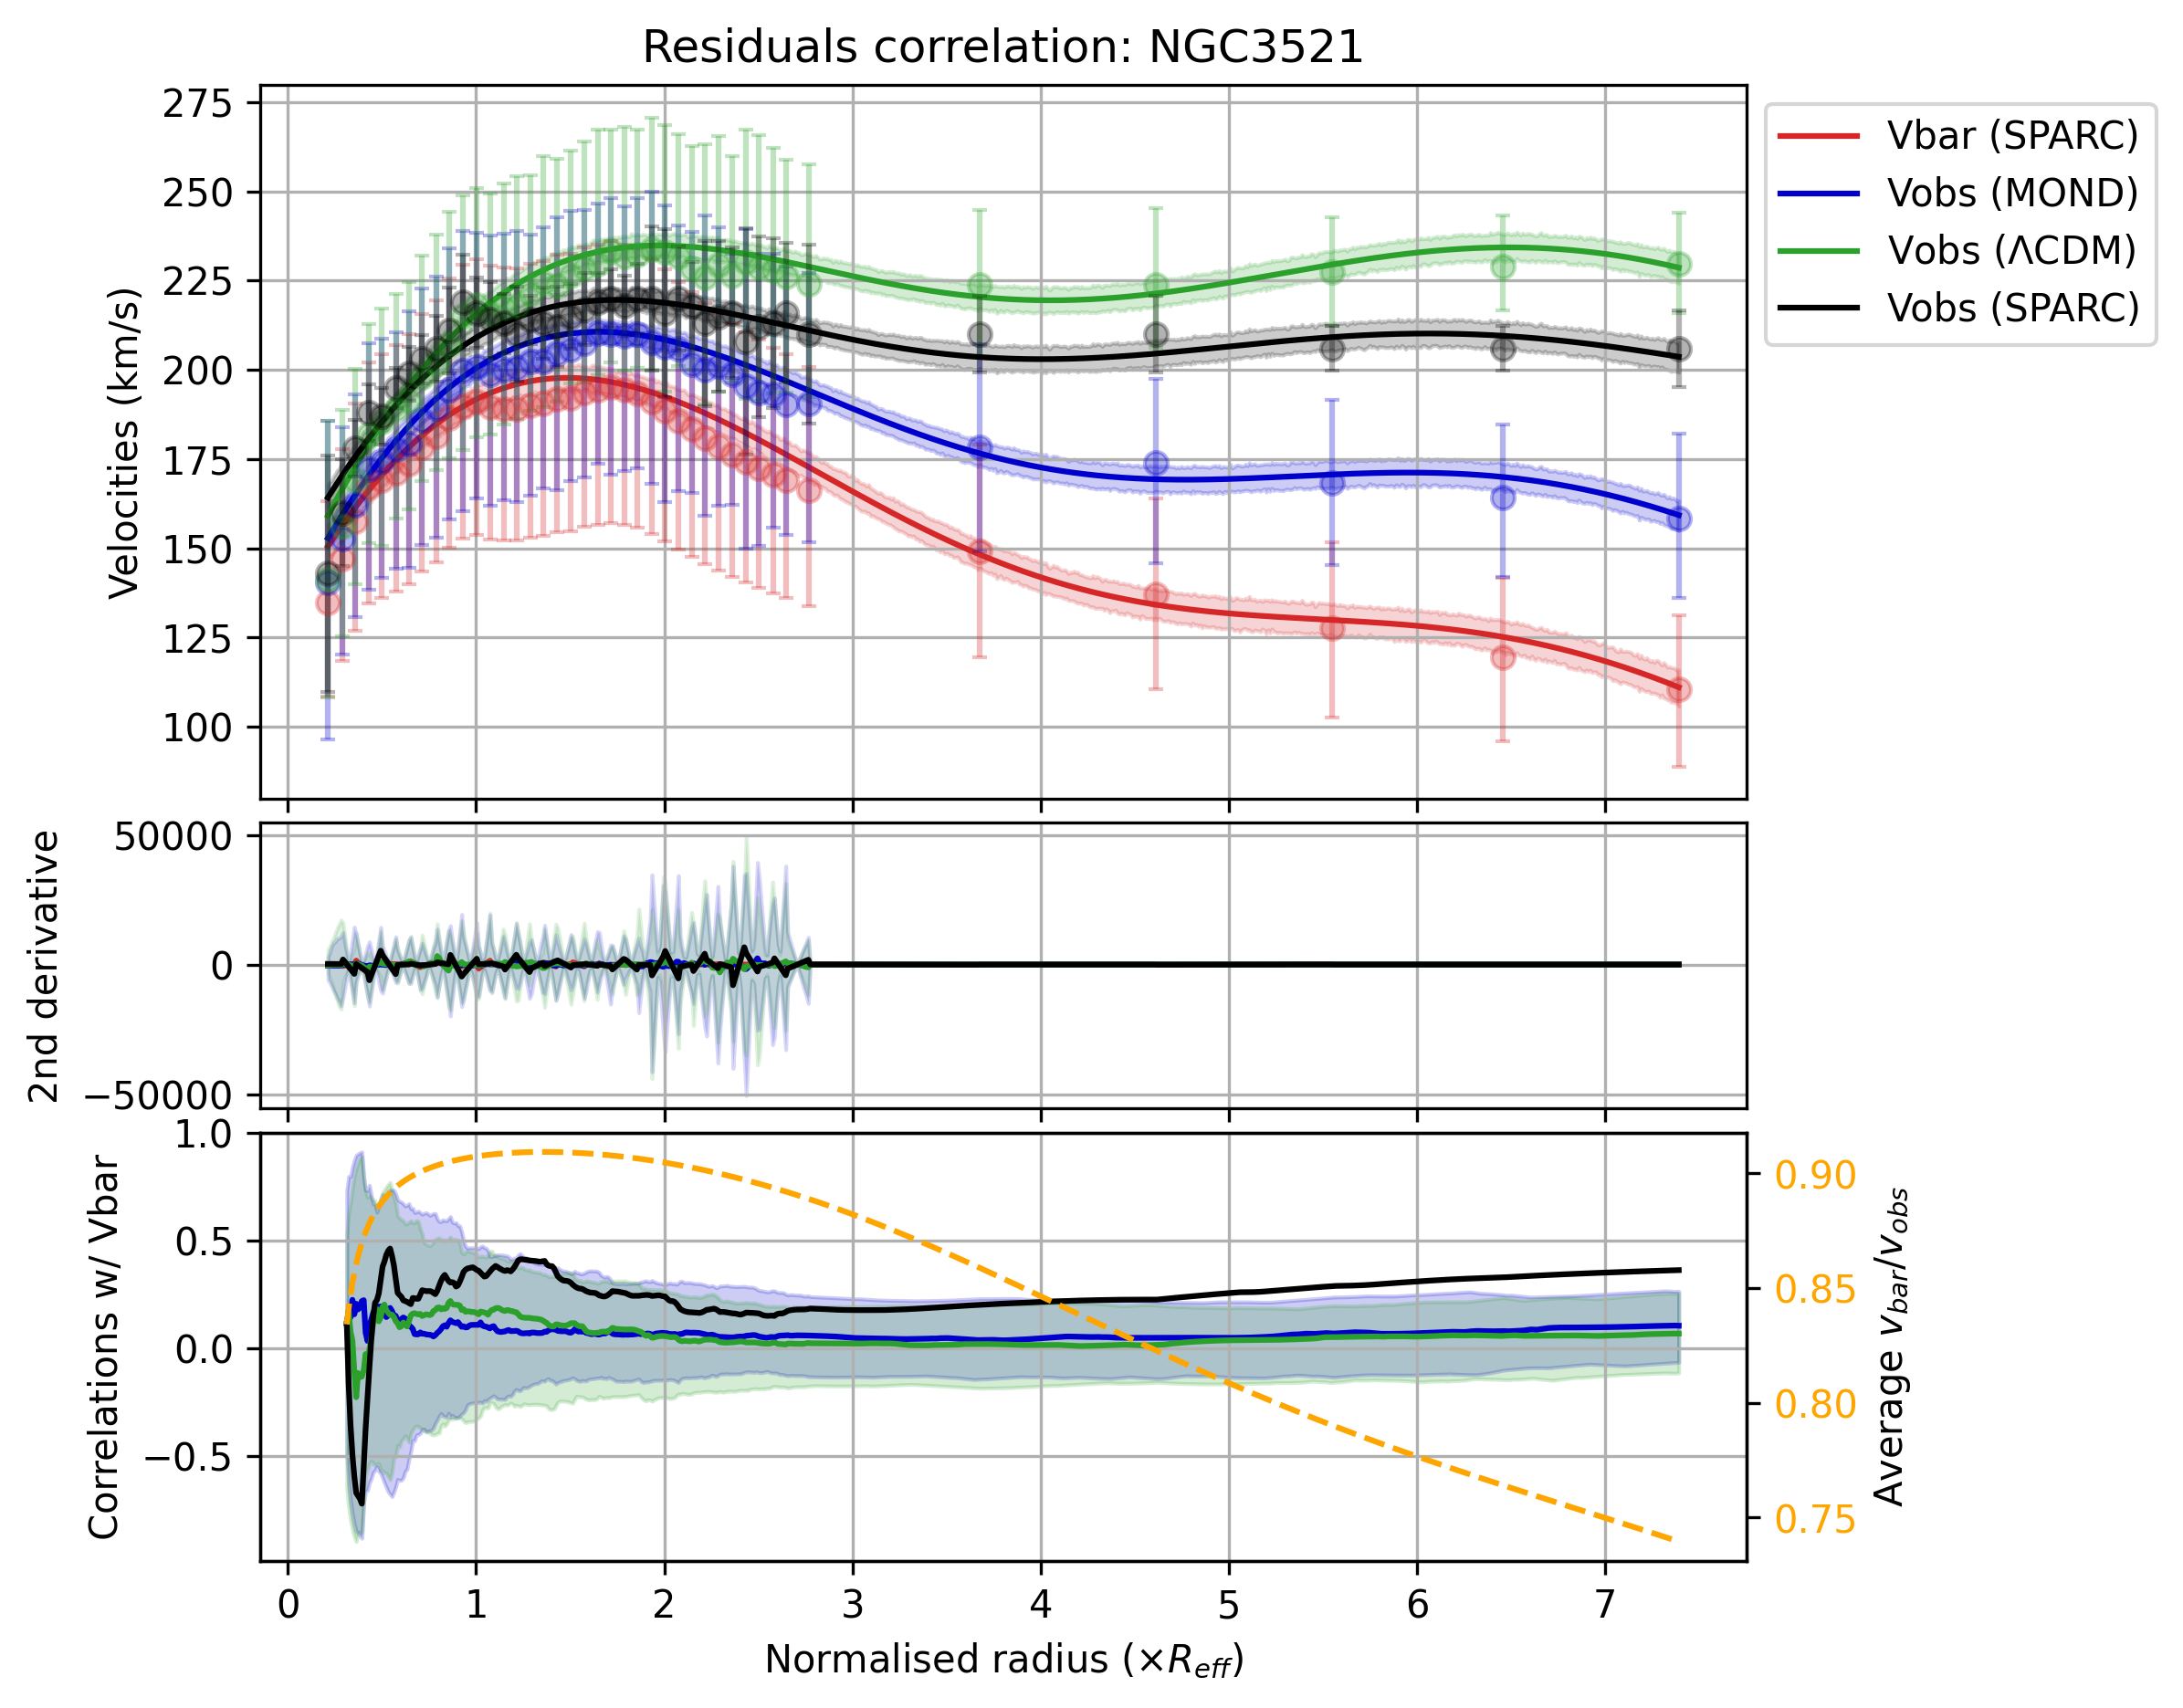 Residuals correlation: NGC3521
275
250
225
200
175
150
125
100
Velocities (km/s)
Vbar (SPARC)
Vobs (MOND)
Vobs (ΛCDM)
Vobs (SPARC)
50000
0
−50000
2nd derivative
1.0
0.5
0.0
−0.5
Correlations w/ Vbar
0.90
0.85
0.80
0.75
Average v_bar/v_obs
0 1 2 3 4 5 6 7
Normalised radius (×R_eff)